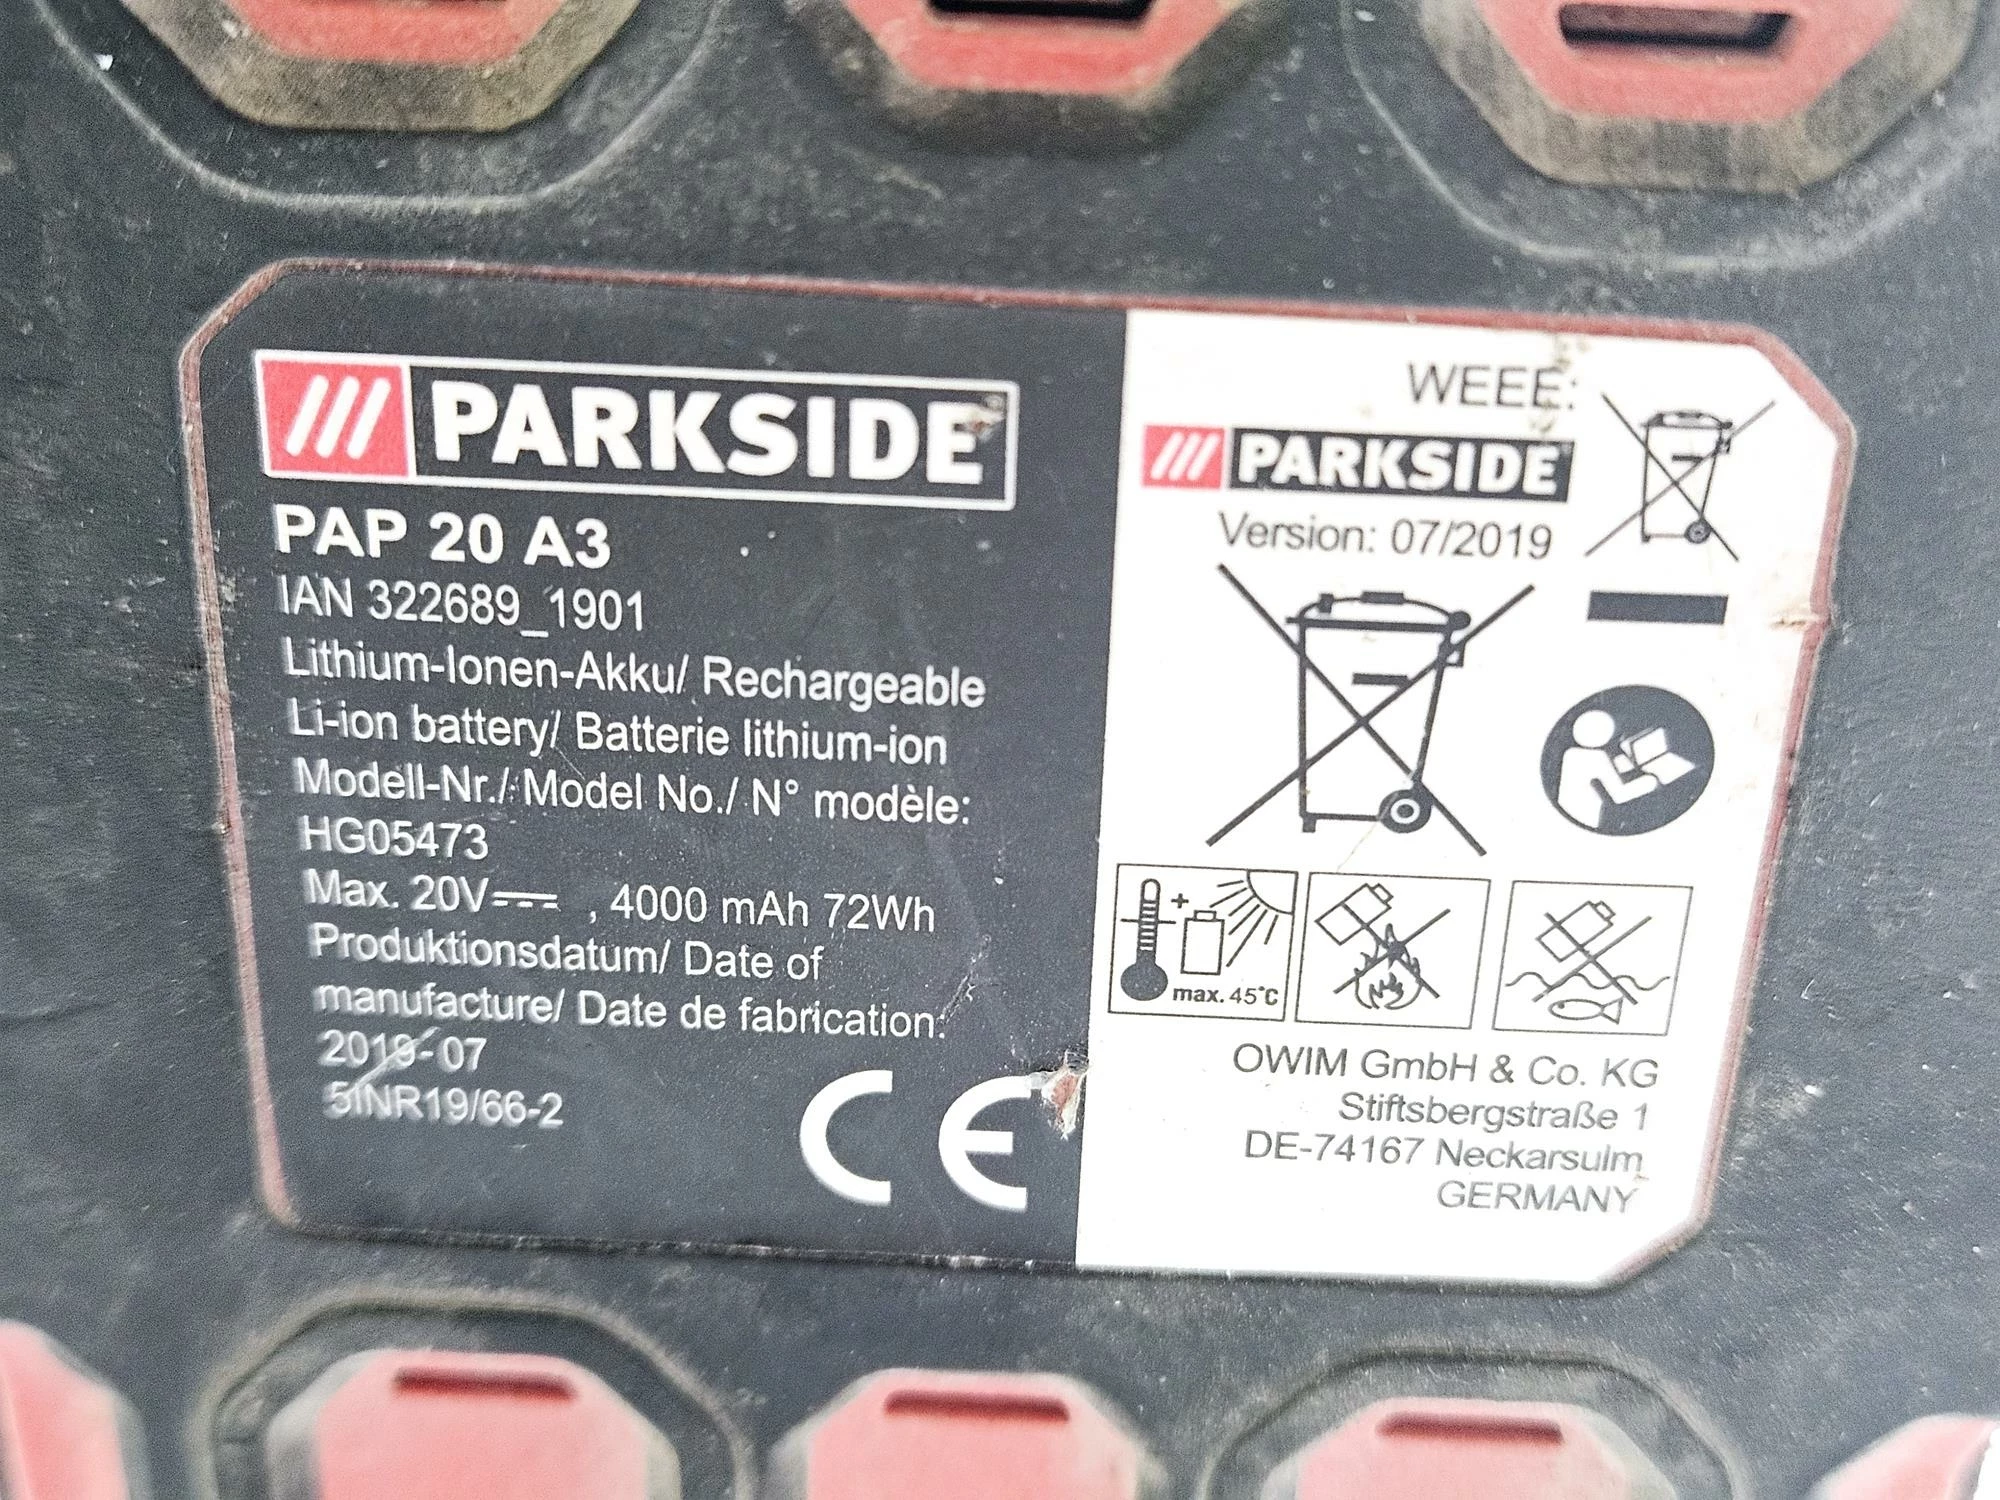 PARKSIDE
PAP 20 A3
IAN 322689_1901
Lithium-Ionen-Akku/ Rechargeable
Li-ion battery/ Batterie lithium-ion
Modell-Nr./ Model No./ N° modèle:
HG05473
Max. 20V⎓ , 4000 mAh 72Wh
Produktionsdatum/ Date of
manufacture/ Date de fabrication:
2019-07
5INR19/66-2
CE
WEEE:
PARKSIDE
Version: 07/2019
+
max. 45°C
OWIM GmbH & Co. KG
Stiftsbergstraße 1
DE-74167 Neckarsulm
GERMANY